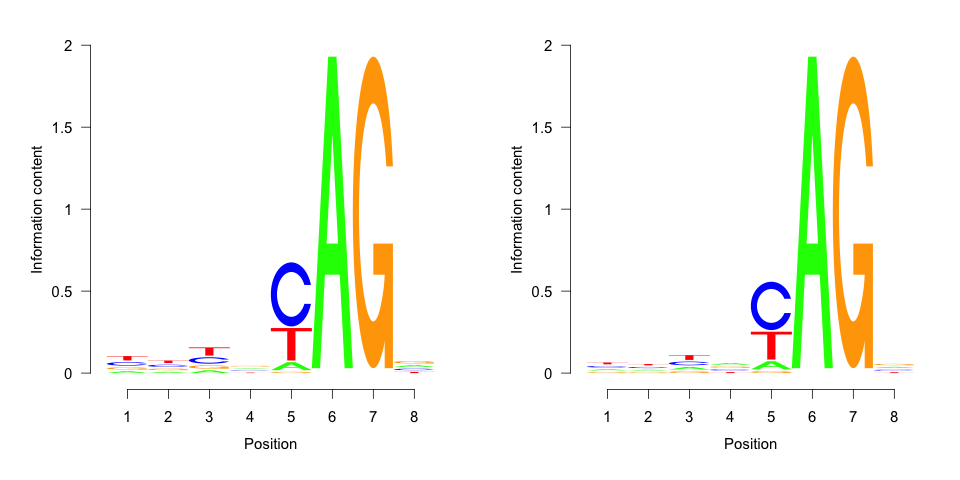 2
1.5
1
0.5
0
Information content
C
T
A
G
1 2 3 4 5 6 7 8
Position
2
1.5
1
0.5
0
Information content
C
T
A
G
1 2 3 4 5 6 7 8
Position